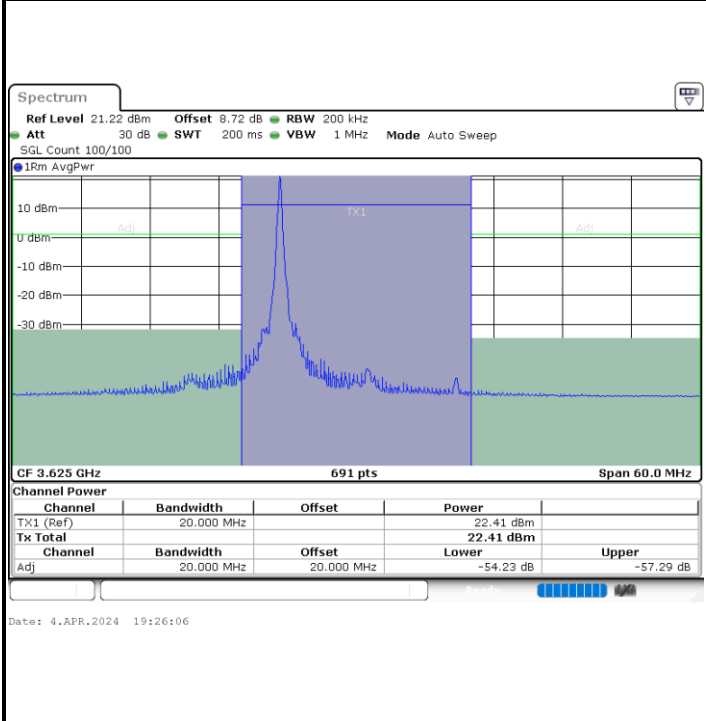 Spectrum
Ref Level 21.22 dBm Offset 8.72 dB RBW 200 kHz
Att 30 dB SWT 200 ms VBW 1 MHz Mode Auto Sweep
SGL Count 100/100
1Rm AvgPwr
10 dBm
TX1
Adj
Adj
0 dBm
-10 dBm
-20 dBm
-30 dBm
CF 3.625 GHz 691 pts Span 60.0 MHz
Channel Power
Channel Bandwidth Offset Power
TX1 (Ref) 20.000 MHz 22.41 dBm
Tx Total 22.41 dBm
Channel Bandwidth Offset Lower Upper
Adj 20.000 MHz 20.000 MHz -54.23 dB -57.29 dB
Ready
Date: 4.APR.2024 19:26:06